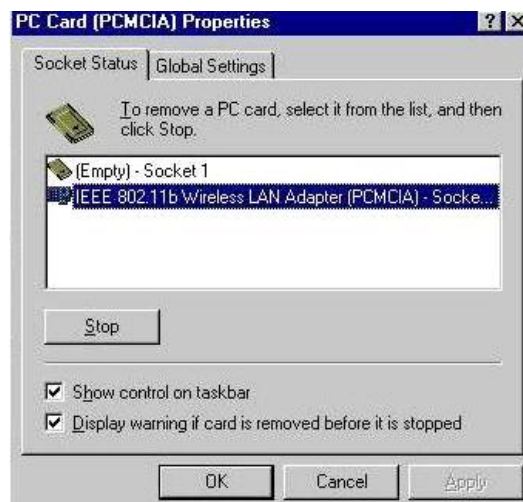 PC Card (PCMCIA) Properties
Socket Status
Global Settings
To remove a PC card, select it from the list, and then
click Stop.
(Empty) - Socket 1
IEEE 802.11b Wireless LAN Adapter (PCMCIA) - Socke...
Stop
Show control on taskbar
Display warning if card is removed before it is stopped
OK
Cancel
Apply